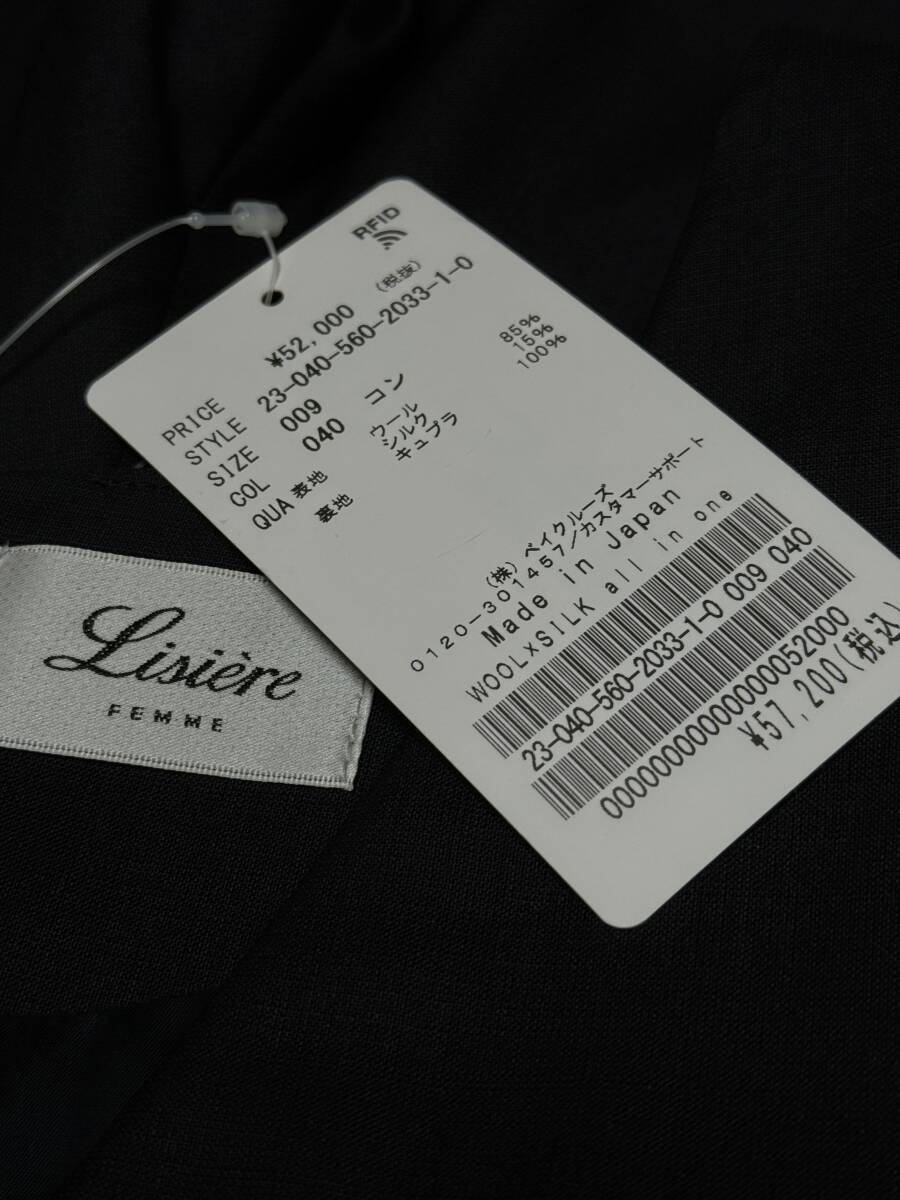 RFID
PRICE ¥52,000 (税抜)
STYLE 23-040-560-2033-1-0
SIZE 009
COL 040 コン
QUA 表地 ウール 85%
シルク 15%
裏地 キュプラ 100%
(株) ベイクルーズ
0120-301457/カスタマーサポート
Made in Japan
WOOL×SILK all in one
23-040-560-2033-1-0 009 040
0000000000000052000
¥57,200(税込)
Lisière
FEMME